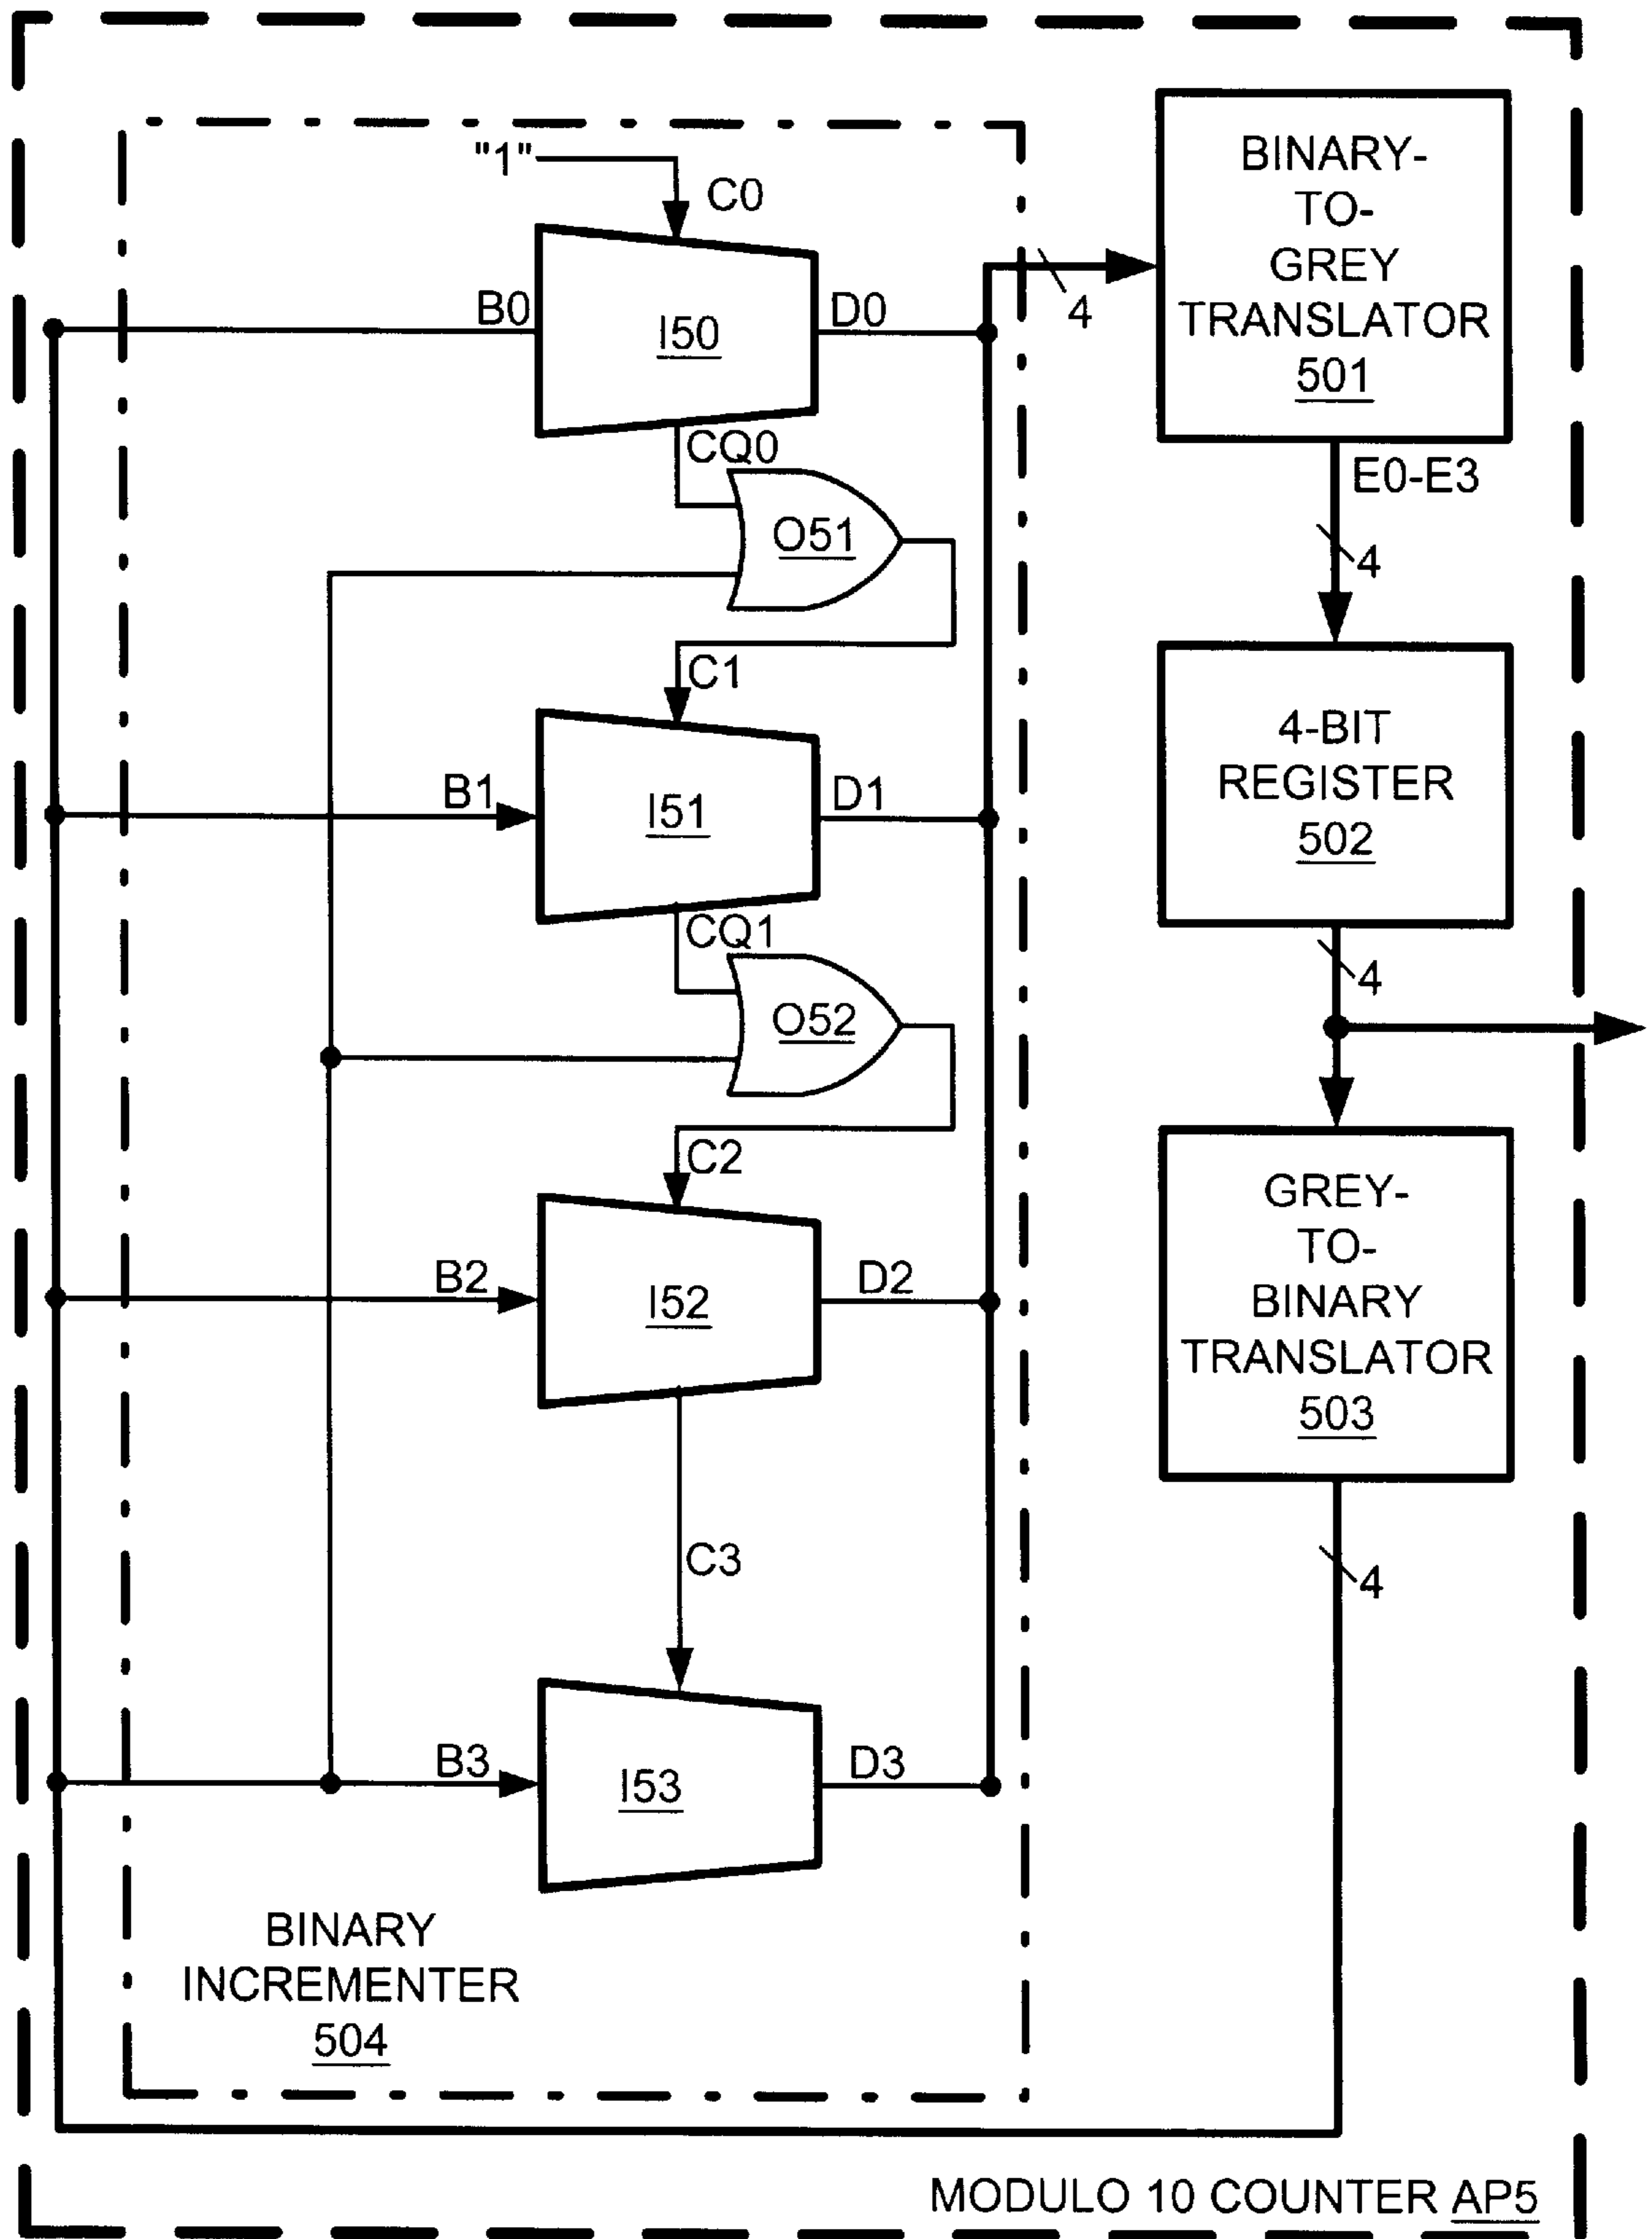 "1"
C0
B0
I50
D0
4
BINARY-
TO-
GREY
TRANSLATOR
501
CQ0
E0-E3
O51
4
C1
4-BIT
REGISTER
502
B1
I51
D1
CQ1
4
O52
C2
GREY-
TO-
BINARY
TRANSLATOR
503
B2
I52
D2
C3
4
B3
I53
D3
BINARY
INCREMENTER
504
MODULO 10 COUNTER AP5